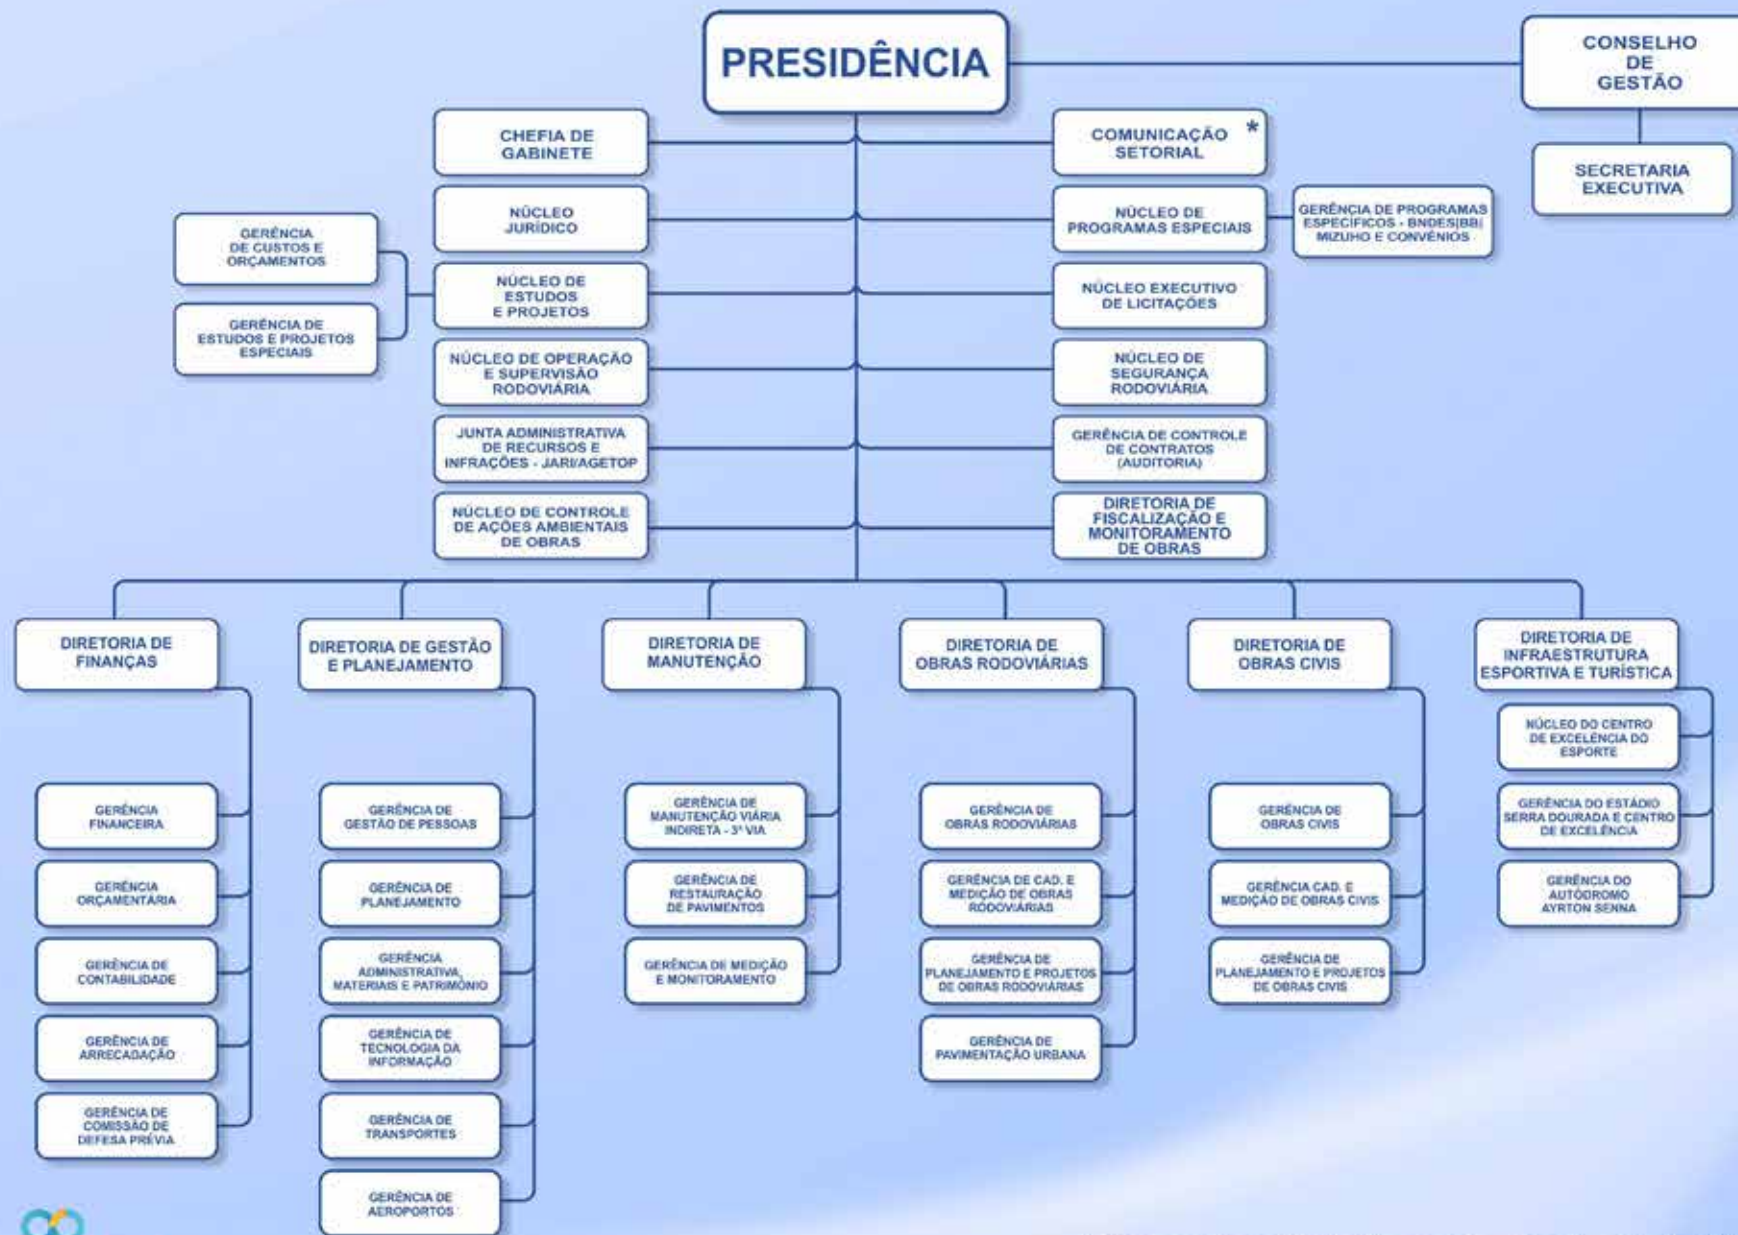 PRESIDÊNCIA
CONSELHO
DE
GESTÃO
SECRETARIA
EXECUTIVA
CHEFIA DE
GABINETE
COMUNICAÇÃO *
SETORIAL
NÚCLEO
JURÍDICO
NÚCLEO DE
PROGRAMAS ESPECIAIS
GERÊNCIA DE PROGRAMAS
ESPECÍFICOS - BNDES|BB|
MIZUHO E CONVÊNIOS
GERÊNCIA
DE CUSTOS E
ORÇAMENTOS
GERÊNCIA DE
ESTUDOS E PROJETOS
ESPECIAIS
NÚCLEO DE
ESTUDOS
E PROJETOS
NÚCLEO EXECUTIVO
DE LICITAÇÕES
NÚCLEO DE OPERAÇÃO
E SUPERVISÃO
RODOVIÁRIA
NÚCLEO DE
SEGURANÇA
RODOVIÁRIA
JUNTA ADMINISTRATIVA
DE RECURSOS E
INFRAÇÕES - JARI/AGETOP
GERÊNCIA DE CONTROLE
DE CONTRATOS
(AUDITORIA)
NÚCLEO DE CONTROLE
DE AÇÕES AMBIENTAIS
DE OBRAS
DIRETORIA DE
FISCALIZAÇÃO E
MONITORAMENTO
DE OBRAS
DIRETORIA DE
FINANÇAS
GERÊNCIA
FINANCEIRA
GERÊNCIA
ORÇAMENTÁRIA
GERÊNCIA DE
CONTABILIDADE
GERÊNCIA DE
ARRECADAÇÃO
GERÊNCIA DE
COMISSÃO DE
DEFESA PRÉVIA
DIRETORIA DE GESTÃO
E PLANEJAMENTO
GERÊNCIA DE
GESTÃO DE PESSOAS
GERÊNCIA DE
PLANEJAMENTO
GERÊNCIA
ADMINISTRATIVA,
MATERIAIS E PATRIMÔNIO
GERÊNCIA DE
TECNOLOGIA DA
INFORMAÇÃO
GERÊNCIA DE
TRANSPORTES
GERÊNCIA DE
AEROPORTOS
DIRETORIA DE
MANUTENÇÃO
GERÊNCIA DE
MANUTENÇÃO VIÁRIA
INDIRETA - 3ª VIA
GERÊNCIA DE
RESTAURAÇÃO
DE PAVIMENTOS
GERÊNCIA DE MEDIÇÃO
E MONITORAMENTO
DIRETORIA DE
OBRAS RODOVIÁRIAS
GERÊNCIA DE
OBRAS RODOVIÁRIAS
GERÊNCIA DE CAD. E
MEDIÇÃO DE OBRAS
RODOVIÁRIAS
GERÊNCIA DE
PLANEJAMENTO E PROJETOS
DE OBRAS RODOVIÁRIAS
GERÊNCIA DE
PAVIMENTAÇÃO URBANA
DIRETORIA DE
OBRAS CIVIS
GERÊNCIA DE
OBRAS CIVIS
GERÊNCIA CAD. E
MEDIÇÃO DE OBRAS CIVIS
GERÊNCIA DE
PLANEJAMENTO E PROJETOS
DE OBRAS CIVIS
DIRETORIA DE
INFRAESTRUTURA
ESPORTIVA E TURÍSTICA
NÚCLEO DO CENTRO
DE EXCELÊNCIA DO
ESPORTE
GERÊNCIA DO ESTÁDIO
SERRA DOURADA E CENTRO
DE EXCELÊNCIA
GERÊNCIA DO
AUTÓDROMO
AYRTON SENNA